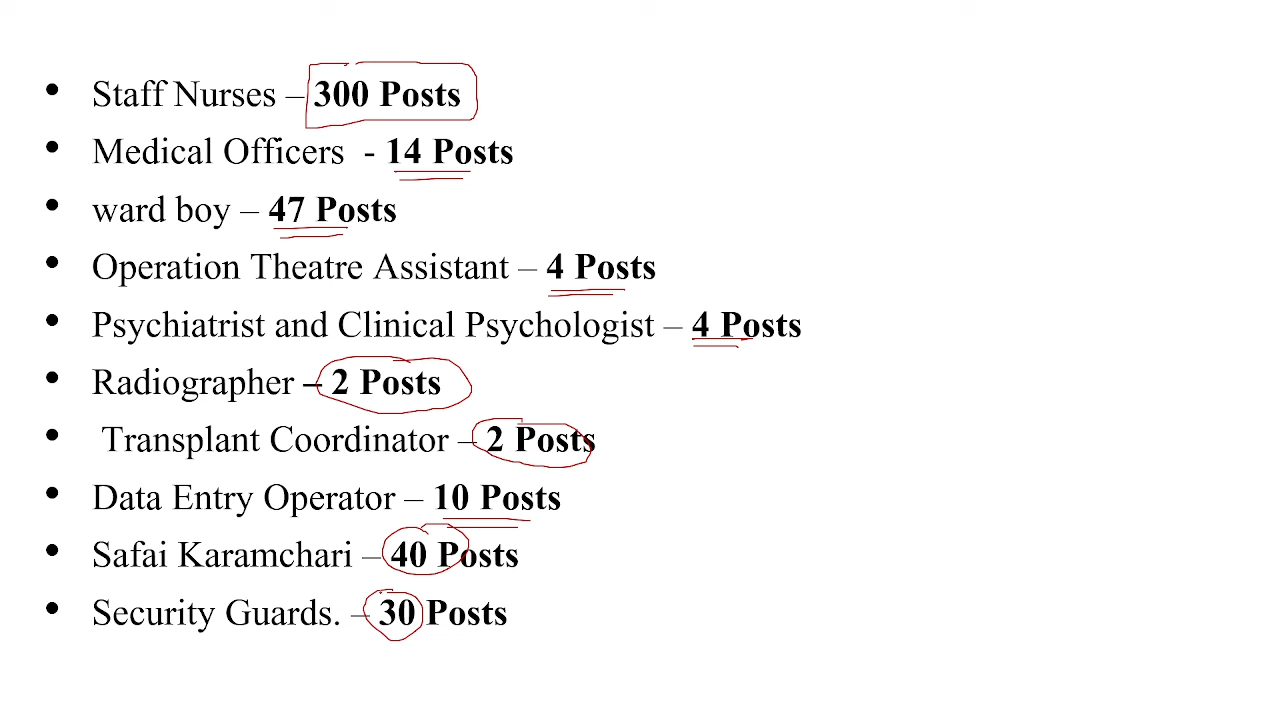 • Staff Nurses – 300 Posts
• Medical Officers  - 14 Posts
• ward boy – 47 Posts
• Operation Theatre Assistant – 4 Posts
• Psychiatrist and Clinical Psychologist – 4 Posts
• Radiographer – 2 Posts
• Transplant Coordinator – 2 Posts
• Data Entry Operator – 10 Posts
• Safai Karamchari – 40 Posts
• Security Guards. – 30 Posts